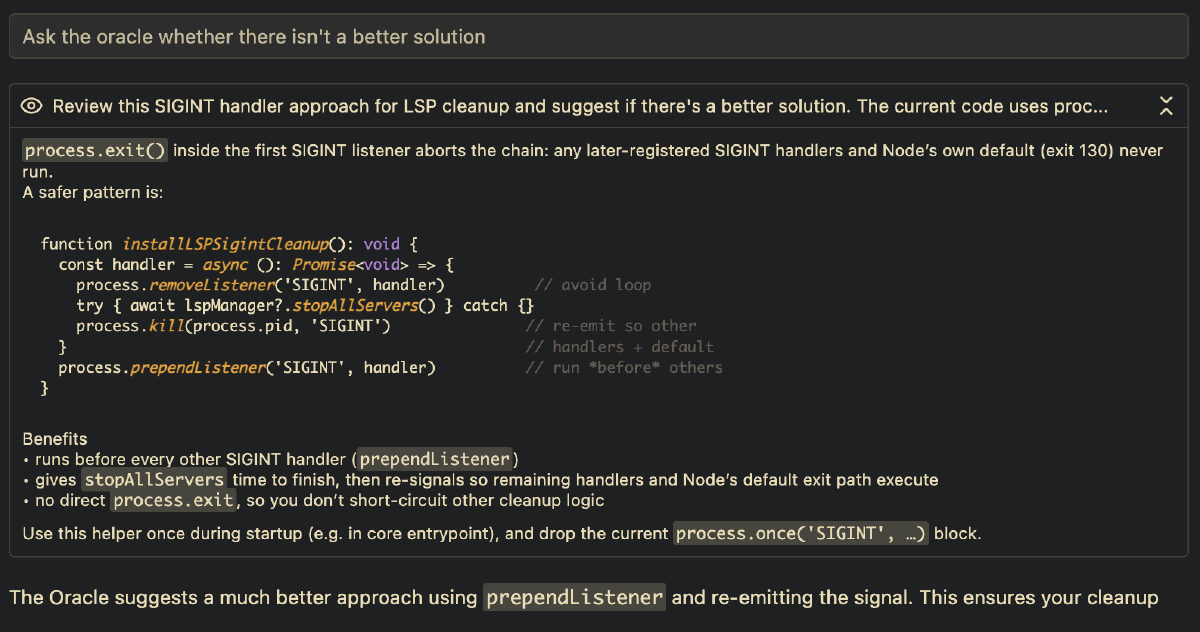 Ask the oracle whether there isn't a better solution
Review this SIGINT handler approach for LSP cleanup and suggest if there's a better solution. The current code uses proc...
process.exit() inside the first SIGINT listener aborts the chain: any later-registered SIGINT handlers and Node’s own default (exit 130) never
run.
A safer pattern is:
function installLSPSigintCleanup(): void {
  const handler = async (): Promise<void> => {
    process.removeListener('SIGINT', handler)          // avoid loop
    try { await lspManager?.stopAllServers() } catch {}
    process.kill(process.pid, 'SIGINT')               // re-emit so other
  }                                                   // handlers + default
  process.prependListener('SIGINT', handler)          // run *before* others
}
Benefits
• runs before every other SIGINT handler (prependListener)
• gives stopAllServers time to finish, then re-signals so remaining handlers and Node’s default exit path execute
• no direct process.exit, so you don’t short-circuit other cleanup logic
Use this helper once during startup (e.g. in core entrypoint), and drop the current process.once('SIGINT', …) block.
The Oracle suggests a much better approach using prependListener and re-emitting the signal. This ensures your cleanup